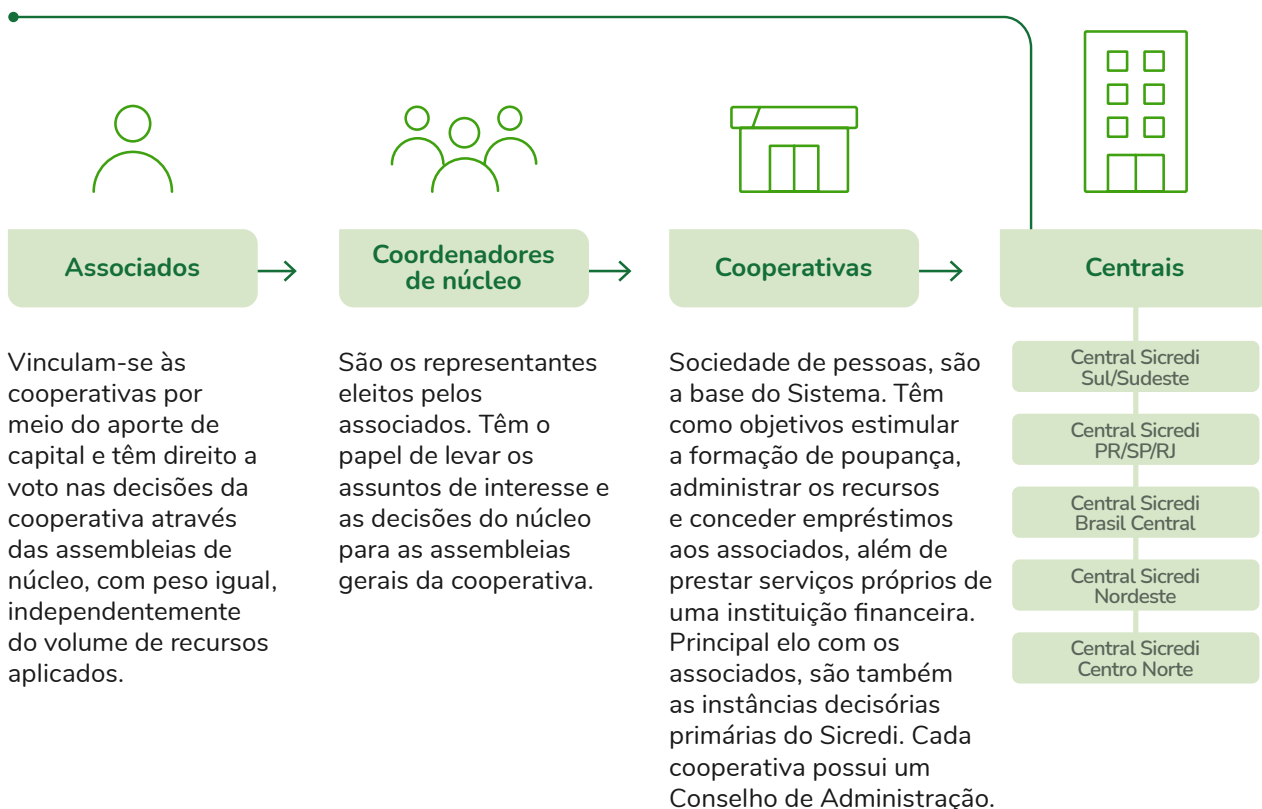 Associados
Vinculam-se às
cooperativas por
meio do aporte de
capital e têm direito a
voto nas decisões da
cooperativa através
das assembleias de
núcleo, com peso igual,
independentemente
do volume de recursos
aplicados.
Coordenadores
de núcleo
São os representantes
eleitos pelos
associados. Têm o
papel de levar os
assuntos de interesse e
as decisões do núcleo
para as assembleias
gerais da cooperativa.
Cooperativas
Sociedade de pessoas, são
a base do Sistema. Têm
como objetivos estimular
a formação de poupança,
administrar os recursos
e conceder empréstimos
aos associados, além de
prestar serviços próprios de
uma instituição financeira.
Principal elo com os
associados, são também
as instâncias decisórias
primárias do Sicredi. Cada
cooperativa possui um
Conselho de Administração.
Centrais
Central Sicredi
Sul/Sudeste
Central Sicredi
PR/SP/RJ
Central Sicredi
Brasil Central
Central Sicredi
Nordeste
Central Sicredi
Centro Norte